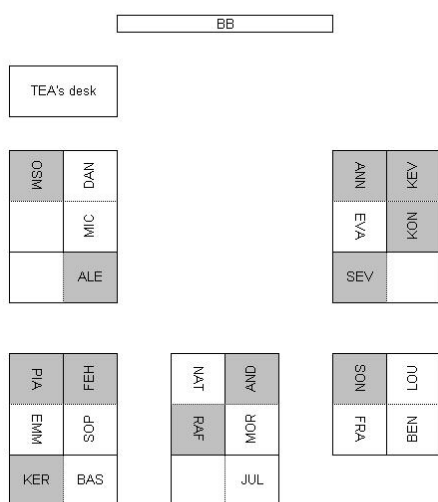 BB
TEA's desk
OSM DAN
MIC
ALE
ANN KEV
EVA KON
SEV
PIA FEH
EMM SOP
KER BAS
NAT AND
RAF MOR
JUL
SON LOU
FRA BEN